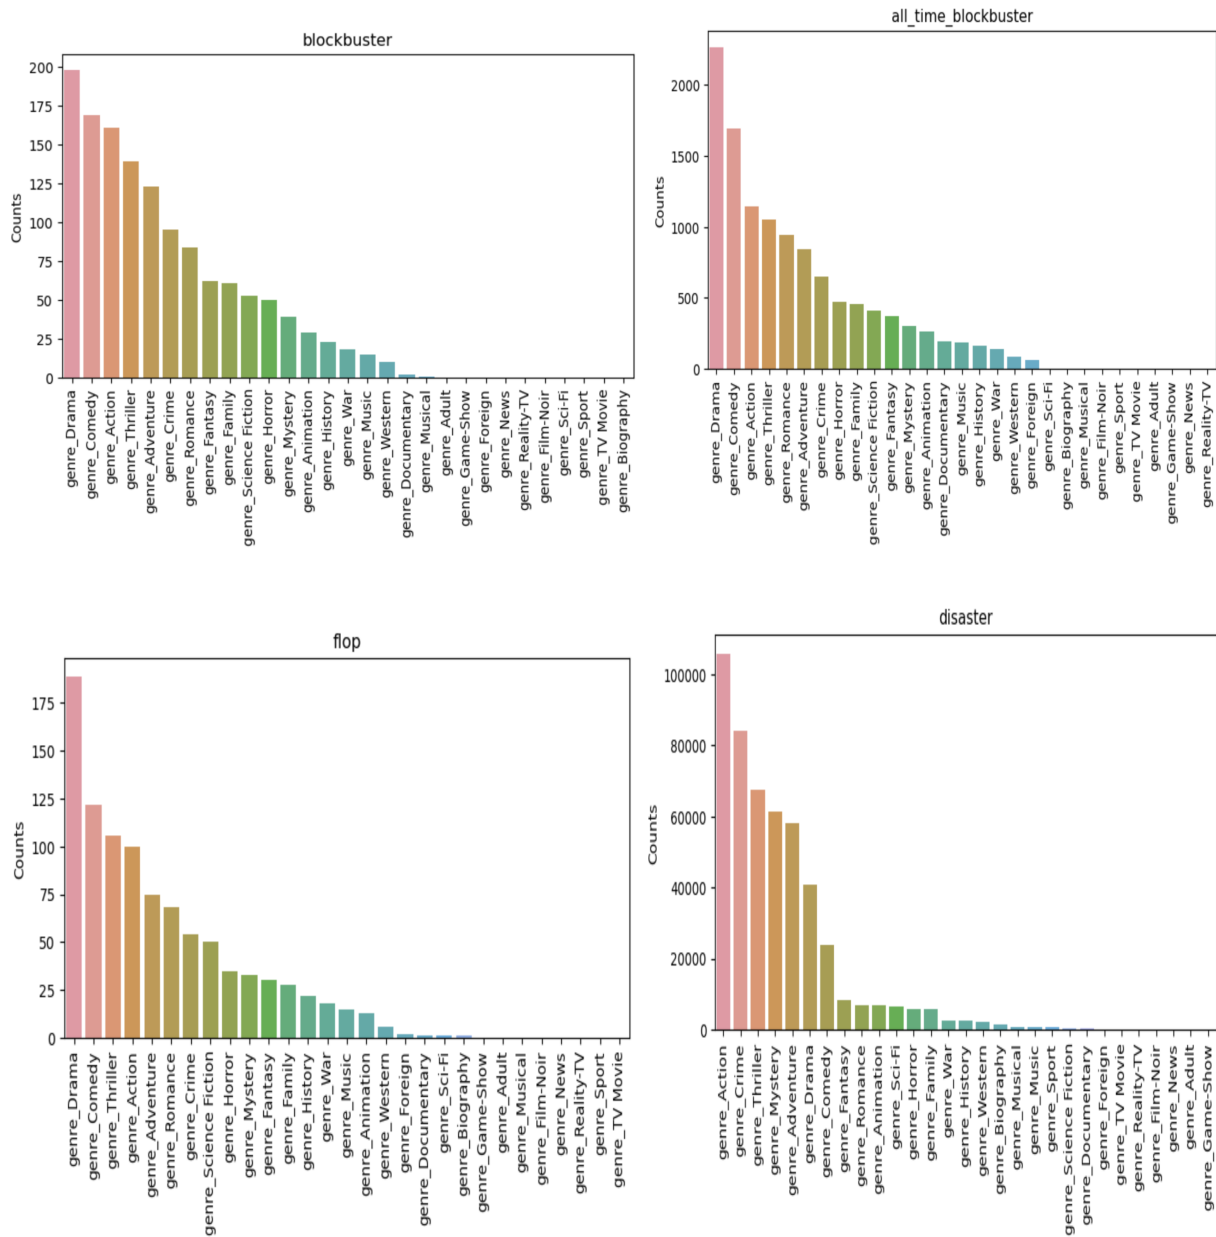 blockbuster
Counts
200
175
150
125
100
75
50
25
0
genre_Drama
genre_Comedy
genre_Action
genre_Thriller
genre_Adventure
genre_Crime
genre_Romance
genre_Fantasy
genre_Family
genre_Science Fiction
genre_Horror
genre_Mystery
genre_Animation
genre_History
genre_War
genre_Music
genre_Western
genre_Documentary
genre_Musical
genre_Adult
genre_Game-Show
genre_Foreign
genre_News
genre_Reality-TV
genre_Film-Noir
genre_Sci-Fi
genre_Sport
genre_TV Movie
genre_Biography
all_time_blockbuster
Counts
2000
1500
1000
500
0
genre_Drama
genre_Comedy
genre_Action
genre_Thriller
genre_Romance
genre_Adventure
genre_Crime
genre_Horror
genre_Family
genre_Science Fiction
genre_Fantasy
genre_Mystery
genre_Animation
genre_Documentary
genre_Music
genre_History
genre_War
genre_Western
genre_Foreign
genre_Sci-Fi
genre_Biography
genre_Musical
genre_Film-Noir
genre_Sport
genre_TV Movie
genre_Adult
genre_Game-Show
genre_News
genre_Reality-TV
flop
Counts
175
150
125
100
75
50
25
0
genre_Drama
genre_Comedy
genre_Thriller
genre_Action
genre_Adventure
genre_Romance
genre_Crime
genre_Science Fiction
genre_Horror
genre_Mystery
genre_Fantasy
genre_Family
genre_History
genre_War
genre_Music
genre_Animation
genre_Western
genre_Foreign
genre_Documentary
genre_Sci-Fi
genre_Biography
genre_Game-Show
genre_Adult
genre_Musical
genre_Film-Noir
genre_News
genre_Reality-TV
genre_Sport
genre_TV Movie
disaster
Counts
100000
80000
60000
40000
20000
0
genre_Action
genre_Crime
genre_Thriller
genre_Mystery
genre_Adventure
genre_Drama
genre_Comedy
genre_Fantasy
genre_Romance
genre_Animation
genre_Sci-Fi
genre_Horror
genre_Family
genre_War
genre_History
genre_Western
genre_Biography
genre_Musical
genre_Music
genre_Sport
genre_Science Fiction
genre_Documentary
genre_Foreign
genre_TV Movie
genre_Reality-TV
genre_Film-Noir
genre_News
genre_Adult
genre_Game-Show